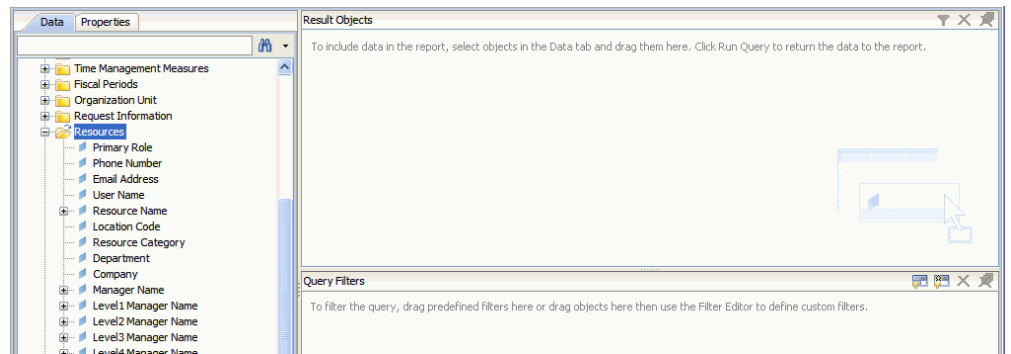 Data
Properties
Time Management Measures
Fiscal Periods
Organization Unit
Request Information
Resources
Primary Role
Phone Number
Email Address
User Name
Resource Name
Location Code
Resource Category
Department
Company
Manager Name
Level1 Manager Name
Level2 Manager Name
Level3 Manager Name
Level4 Manager Name
Result Objects
To include data in the report, select objects in the Data tab and drag them here. Click Run Query to return the data to the report.
Query Filters
To filter the query, drag predefined filters here or drag objects here then use the Filter Editor to define custom filters.